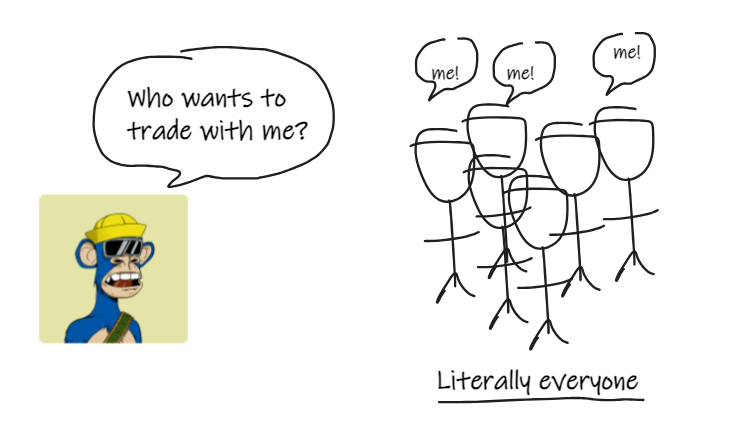 Who wants to
trade with me?
me!
me!
me!
Literally everyone